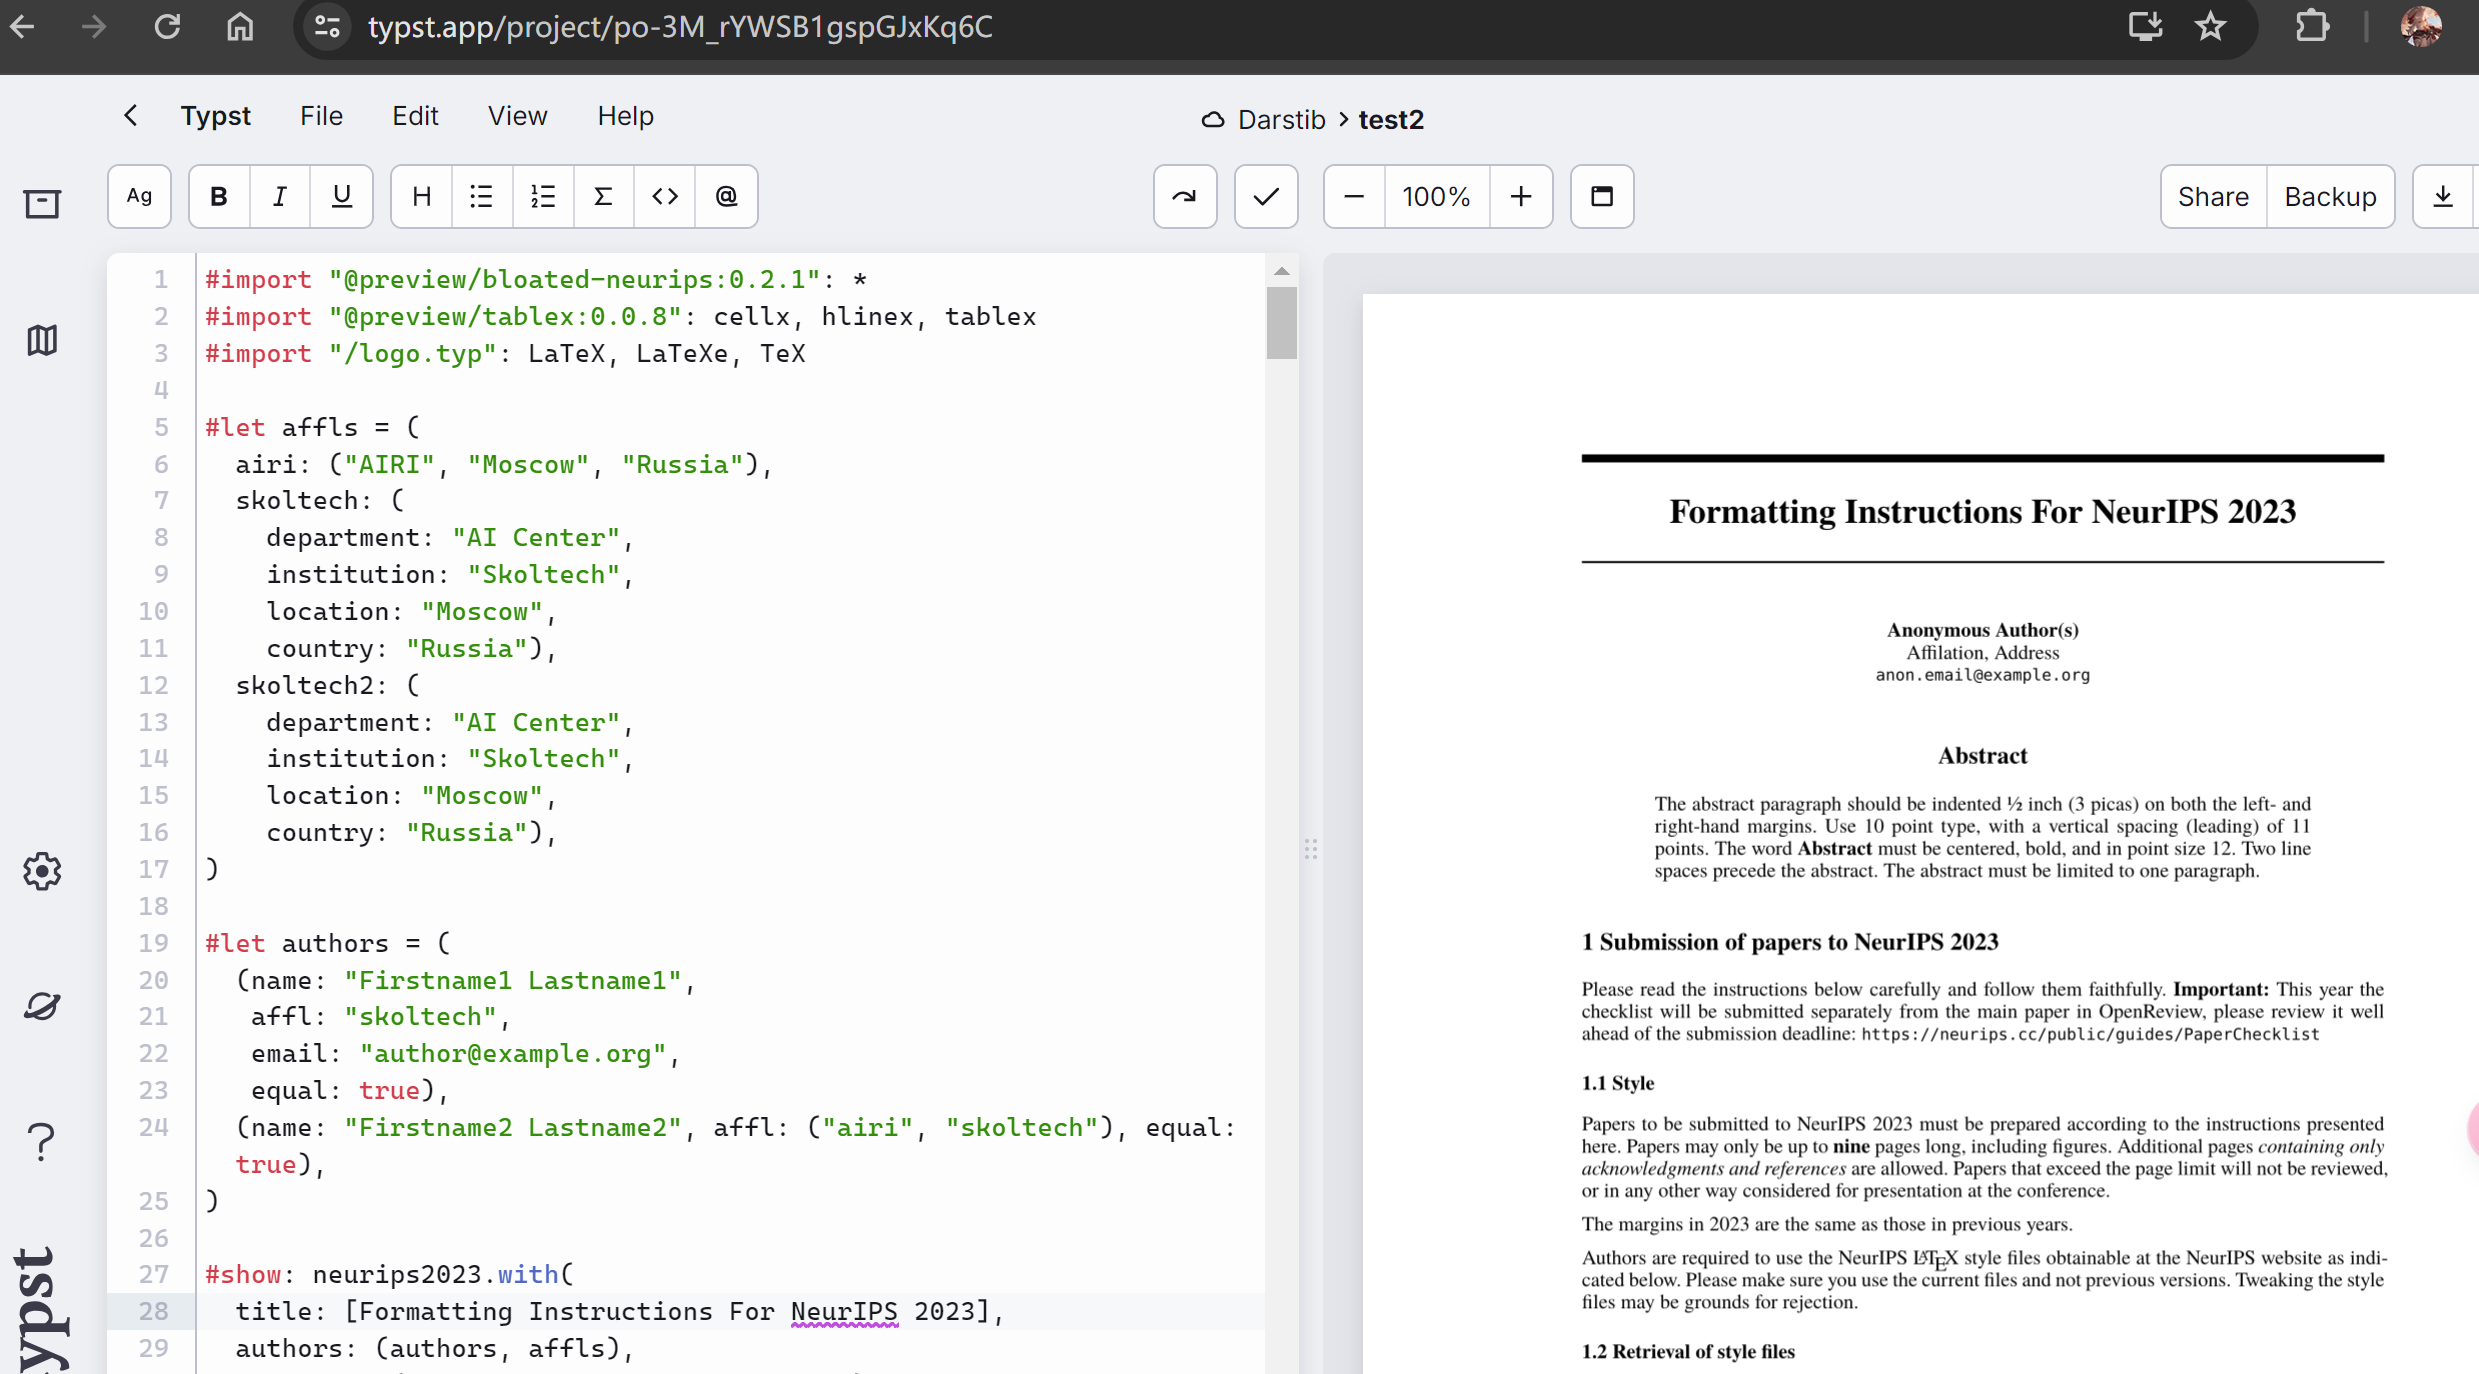 typst.app/project/po-3M_rYWSB1gspGJxKq6C
Typst File Edit View Help
Darstib > test2
Ag B I U H Σ <> @
100%
Share Backup
1 #import "@preview/bloated-neurips:0.2.1": *
2 #import "@preview/tablex:0.0.8": cellx, hlinex, tablex
3 #import "/logo.typ": LaTeX, LaTeXe, TeX
4
5 #let affls = (
6 airi: ("AIRI", "Moscow", "Russia"),
7 skoltech: (
8 department: "AI Center",
9 institution: "Skoltech",
10 location: "Moscow",
11 country: "Russia"),
12 skoltech2: (
13 department: "AI Center",
14 institution: "Skoltech",
15 location: "Moscow",
16 country: "Russia"),
17 )
18
19 #let authors = (
20 (name: "Firstname1 Lastname1",
21 affl: "skoltech",
22 email: "author@example.org",
23 equal: true),
24 (name: "Firstname2 Lastname2", affl: ("airi", "skoltech"), equal:
true),
25 )
26
27 #show: neurips2023.with(
28 title: [Formatting Instructions For NeurIPS 2023],
29 authors: (authors, affls),
ypst
Formatting Instructions For NeurIPS 2023
Anonymous Author(s)
Affilation, Address
anon.email@example.org
Abstract
The abstract paragraph should be indented ½ inch (3 picas) on both the left- and
right-hand margins. Use 10 point type, with a vertical spacing (leading) of 11
points. The word Abstract must be centered, bold, and in point size 12. Two line
spaces precede the abstract. The abstract must be limited to one paragraph.
1 Submission of papers to NeurIPS 2023
Please read the instructions below carefully and follow them faithfully. Important: This year the
checklist will be submitted separately from the main paper in OpenReview, please review it well
ahead of the submission deadline: https://neurips.cc/public/guides/PaperChecklist
1.1 Style
Papers to be submitted to NeurIPS 2023 must be prepared according to the instructions presented
here. Papers may only be up to nine pages long, including figures. Additional pages containing only
acknowledgments and references are allowed. Papers that exceed the page limit will not be reviewed,
or in any other way considered for presentation at the conference.
The margins in 2023 are the same as those in previous years.
Authors are required to use the NeurIPS LATEX style files obtainable at the NeurIPS website as indi-
cated below. Please make sure you use the current files and not previous versions. Tweaking the style
files may be grounds for rejection.
1.2 Retrieval of style files